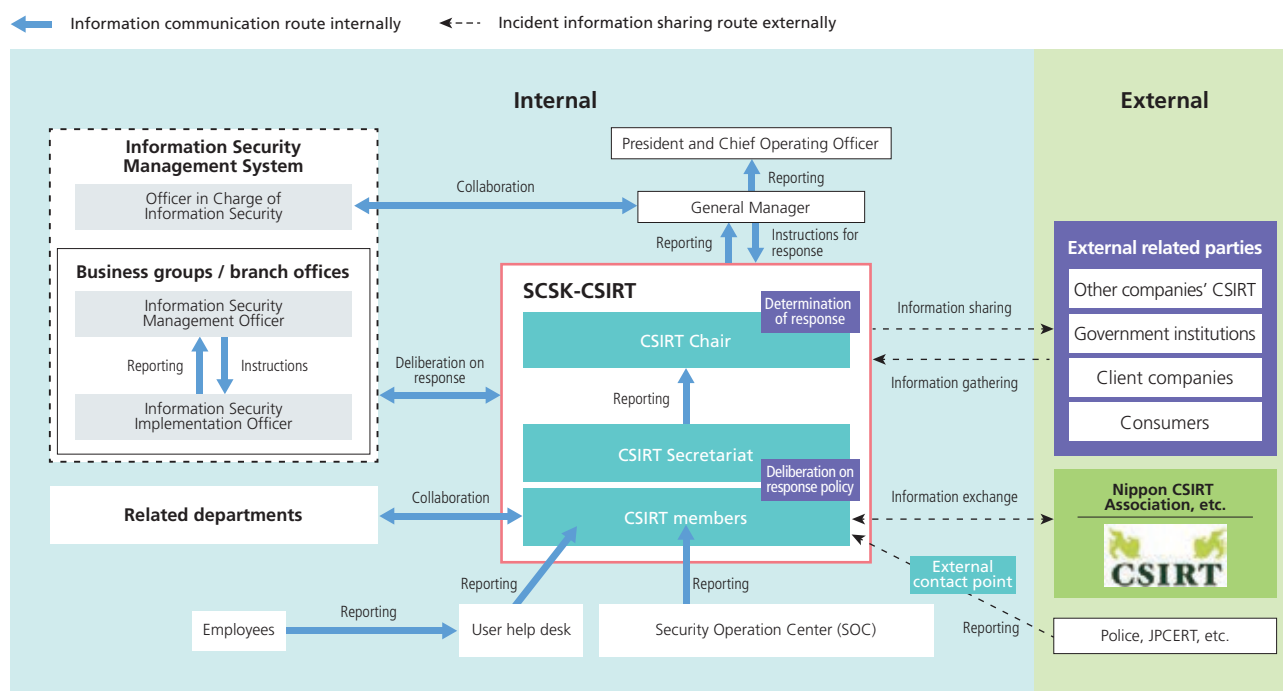 Information communication route internally
Incident information sharing route externally
Internal
External
Information Security
Management System
Officer in Charge of
Information Security
Collaboration
President and Chief Operating Officer
Reporting
General Manager
Reporting
Instructions for
response
Business groups / branch offices
Information Security
Management Officer
Reporting
Instructions
Information Security
Implementation Officer
Deliberation on
response
SCSK-CSIRT
Determination
of response
CSIRT Chair
Reporting
CSIRT Secretariat
Deliberation on
response policy
CSIRT members
Information sharing
Information gathering
External related parties
Other companies’ CSIRT
Government institutions
Client companies
Consumers
Related departments
Collaboration
Information exchange
Nippon CSIRT
Association, etc.
CSIRT
External
contact point
Reporting
Police, JPCERT, etc.
Employees
Reporting
User help desk
Reporting
Security Operation Center (SOC)
Reporting